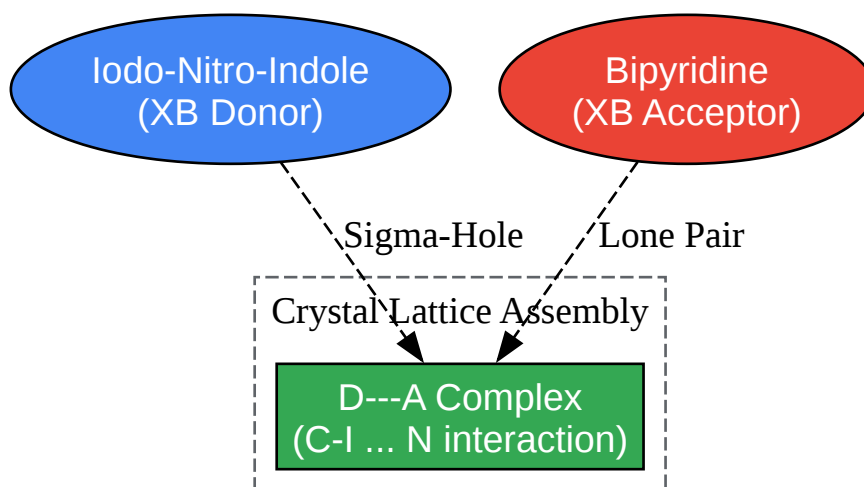 Iodo-Nitro-Indole
(XB Donor)
Bipyridine
(XB Acceptor)
Sigma-Hole
Lone Pair
Crystal Lattice Assembly
D---A Complex
(C-I ... N interaction)